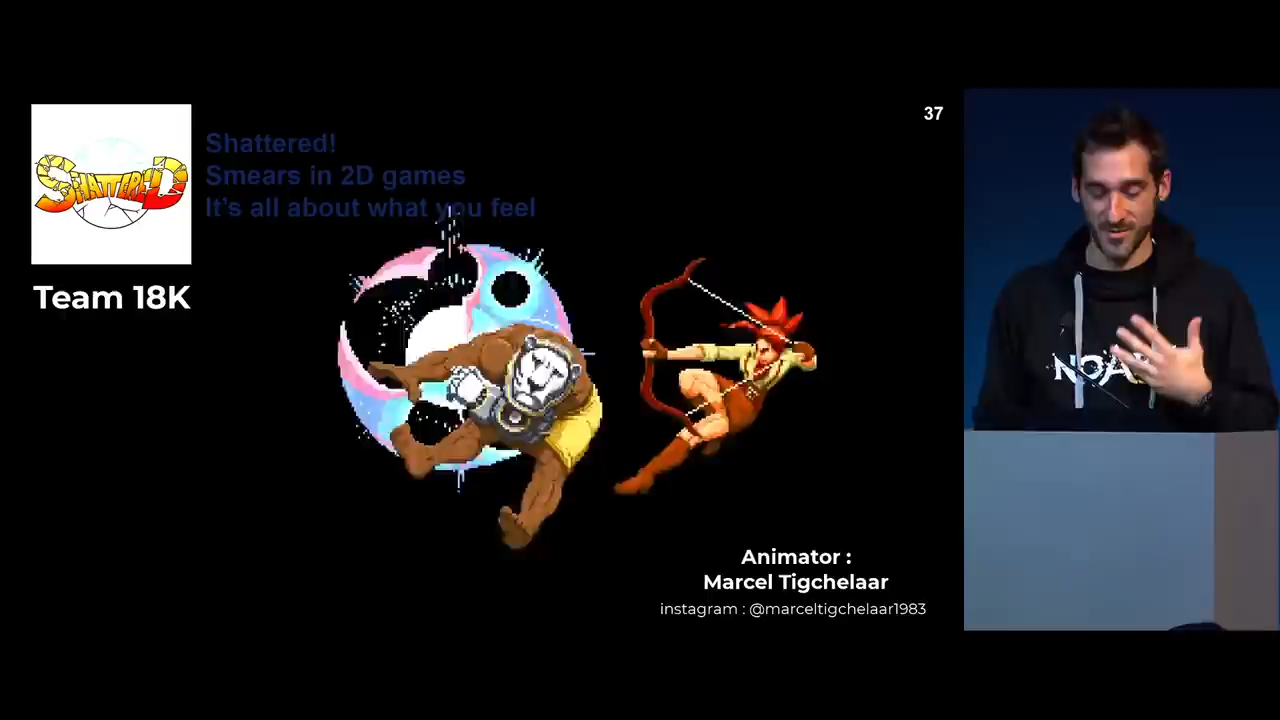 37
SHATTERED
Shattered!
Smears in 2D games
It's all about what you feel
Team 18K
Animator :
Marcel Tigchelaar
instagram : @marceltigchelaar1983